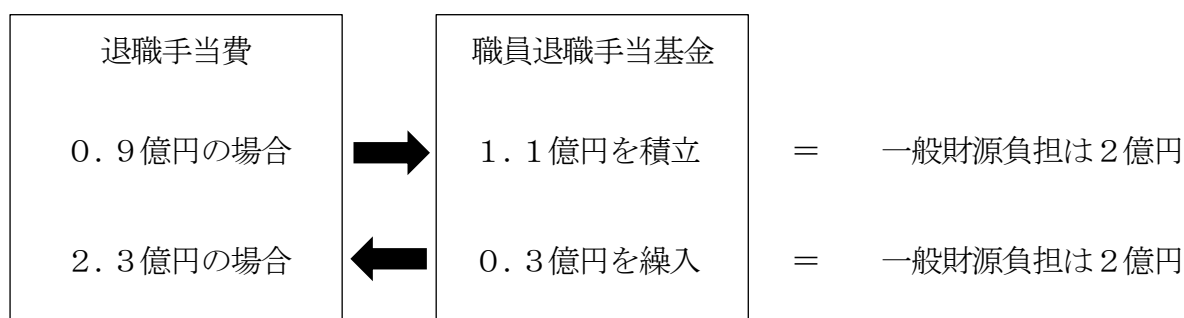 退職手当費 職員退職手当基金
０．９億円の場合 １．１億円を積立 ＝ 一般財源負担は２億円
２．３億円の場合 ０．３億円を繰入 ＝ 一般財源負担は２億円